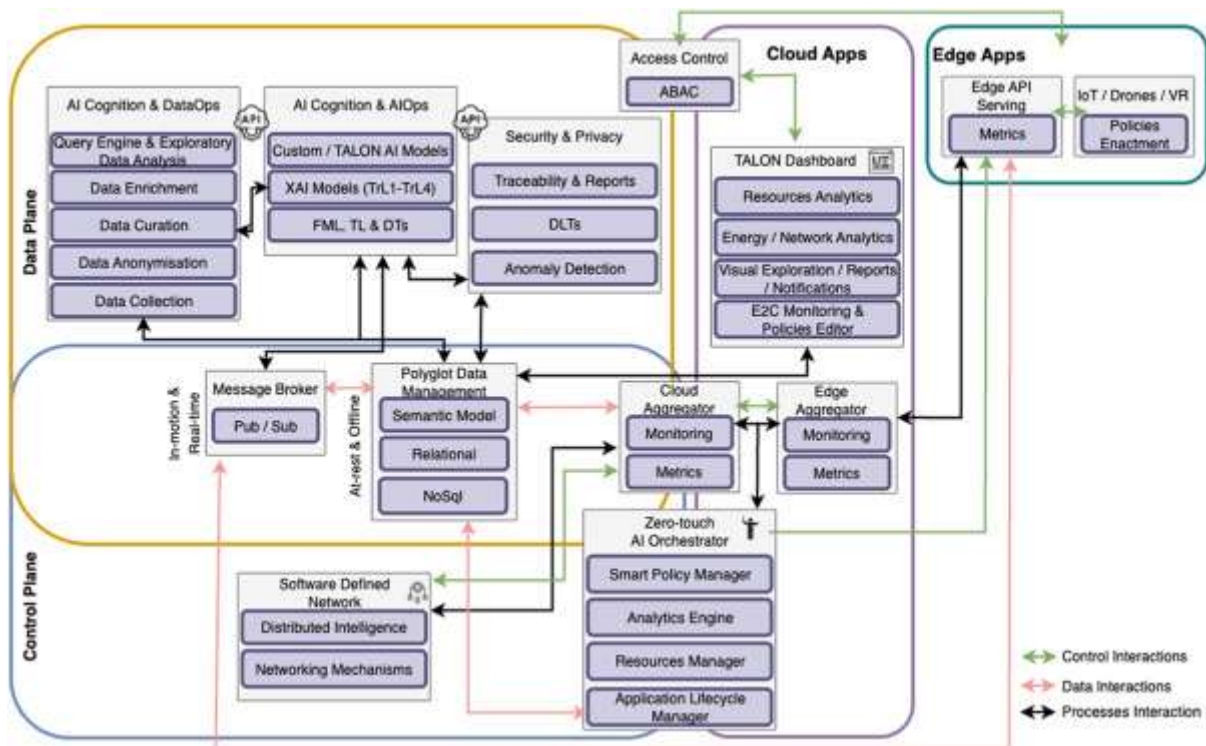 Access Control
ABAC
Cloud Apps
Edge Apps
Edge API
Serving
Metrics
IoT / Drones / VR
Policies
Enactment
Data Plane
AI Cognition & DataOps
API
Query Engine & Exploratory
Data Analysis
Data Enrichment
Data Curation
Data Anonymisation
Data Collection
AI Cognition & AIOps
API
Custom / TALON AI Models
XAI Models (TrL1-TrL4)
FML, TL & DTs
Security & Privacy
Traceability & Reports
DLTs
Anomaly Detection
TALON Dashboard
UI
Resources Analytics
Energy / Network Analytics
Visual Exploration / Reports
/ Notifications
E2C Monitoring &
Policies Editor
In-motion &
Real-time
Message Broker
Pub / Sub
At-rest & Offline
Polyglot Data
Management
Semantic Model
Relational
NoSql
Cloud
Aggregator
Monitoring
Metrics
Edge
Aggregator
Monitoring
Metrics
Control Plane
Software Defined
Network
Distributed Intelligence
Networking Mechanisms
Zero-touch
AI Orchestrator
Smart Policy Manager
Analytics Engine
Resources Manager
Application Lifecycle
Manager
Control Interactions
Data Interactions
Processes Interaction